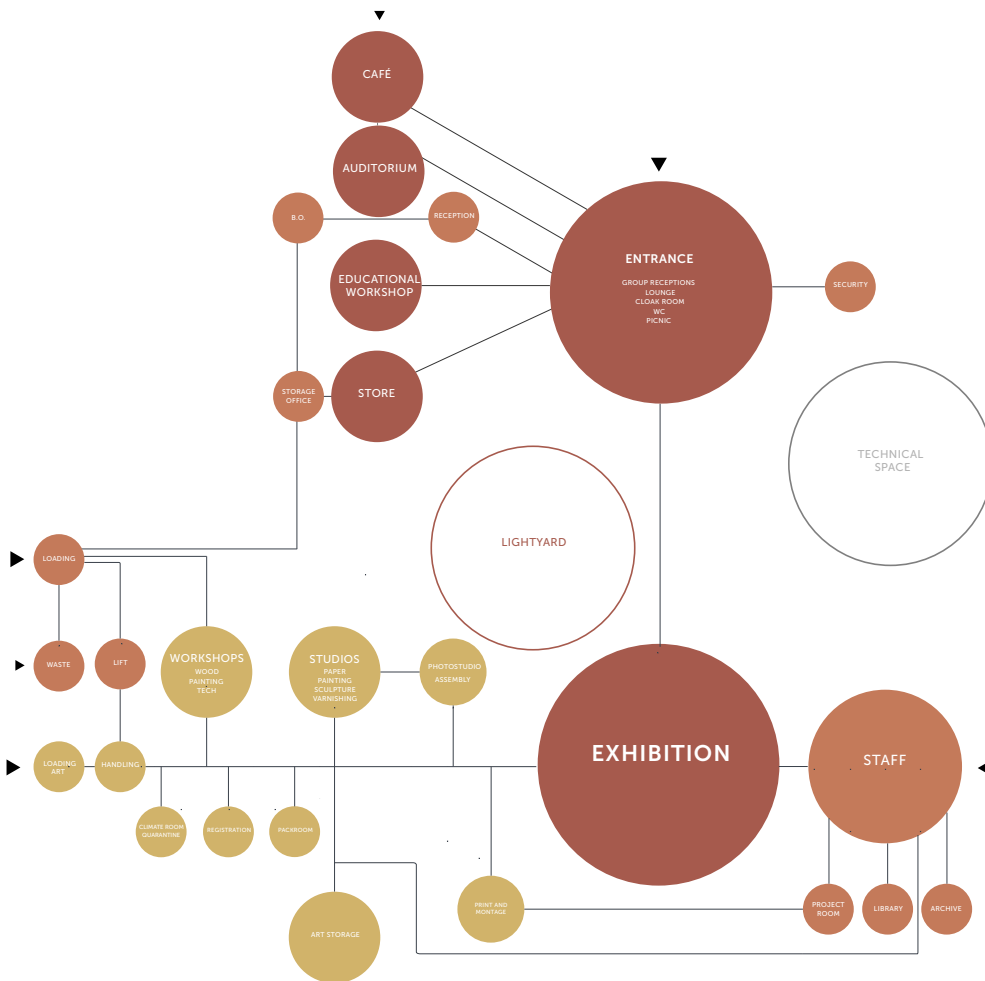 CAFÉ
AUDITORIUM
B.O.
RECEPTION
ENTRANCE
GROUP RECEPTIONS
LOUNGE
CLOAK ROOM
WC
PICNIC
EDUCATIONAL
WORKSHOP
SECURITY
STORAGE
OFFICE
STORE
TECHNICAL
SPACE
LIGHTYARD
LOADING
WASTE
LIFT
WORKSHOPS
WOOD
PAINTING
TECH
STUDIOS
PAPER
PAINTING
SCULPTURE
VARNISHING
PHOTOSTUDIO
ASSEMBLY
EXHIBITION
STAFF
LOADING
ART
HANDLING
CLIMATE ROOM
QUARANTINE
REGISTRATION
PACKROOM
ART STORAGE
PRINT AND
MONTAGE
PROJECT
ROOM
LIBRARY
ARCHIVE